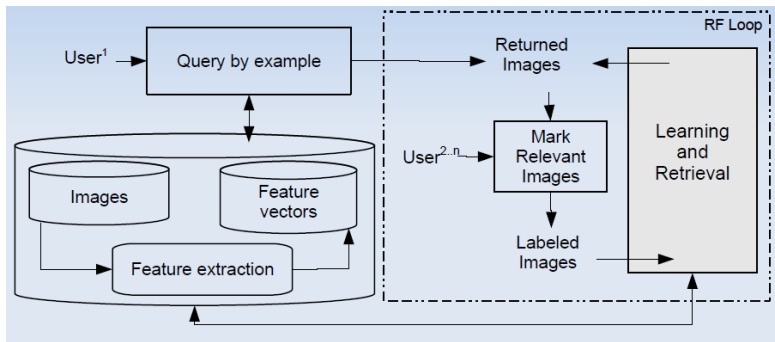 RF Loop
User¹
Query by example
Returned
Images
Images
Feature
vectors
Feature extraction
User²··ⁿ
Mark
Relevant
Images
Labeled
Images
Learning
and
Retrieval